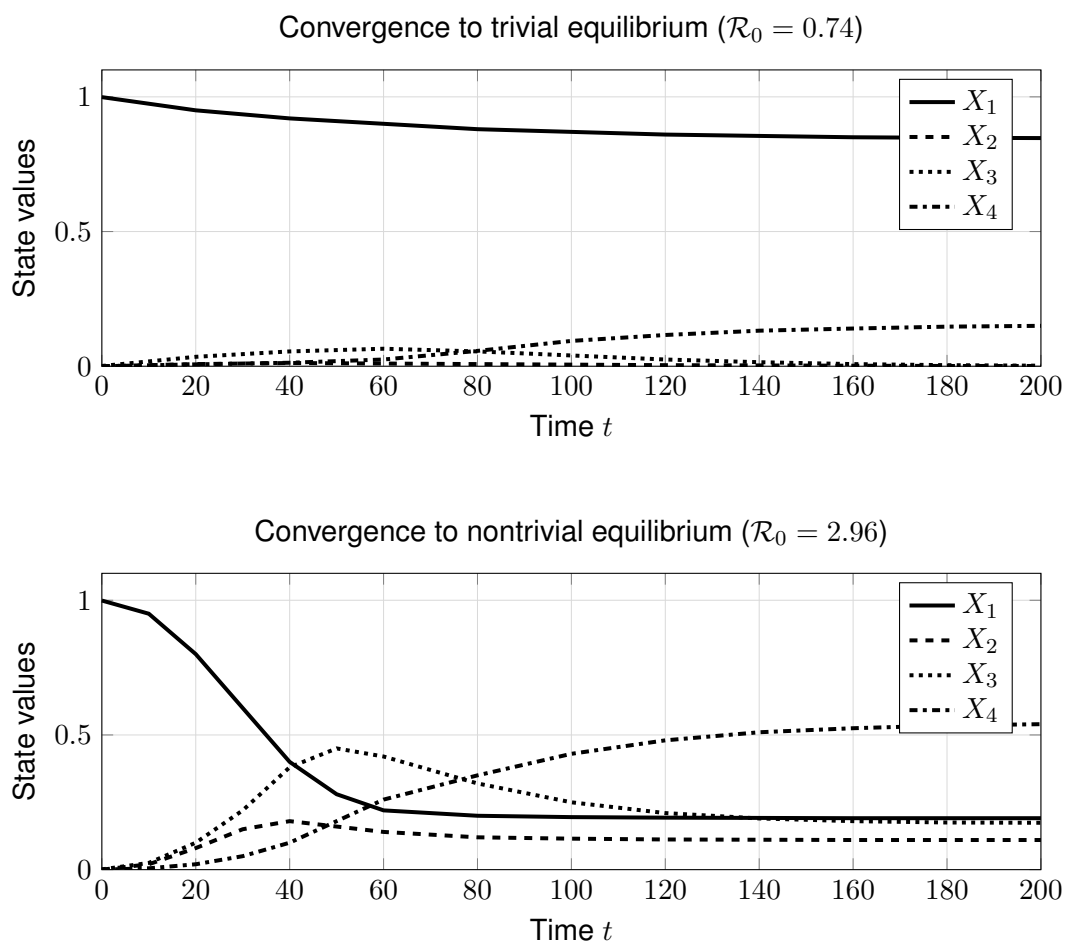 Convergence to trivial equilibrium (ℛ₀ = 0.74)
1
0.5
0
State values
X₁
X₂
X₃
X₄
0 20 40 60 80 100 120 140 160 180 200
Time t
Convergence to nontrivial equilibrium (ℛ₀ = 2.96)
1
0.5
0
State values
X₁
X₂
X₃
X₄
0 20 40 60 80 100 120 140 160 180 200
Time t